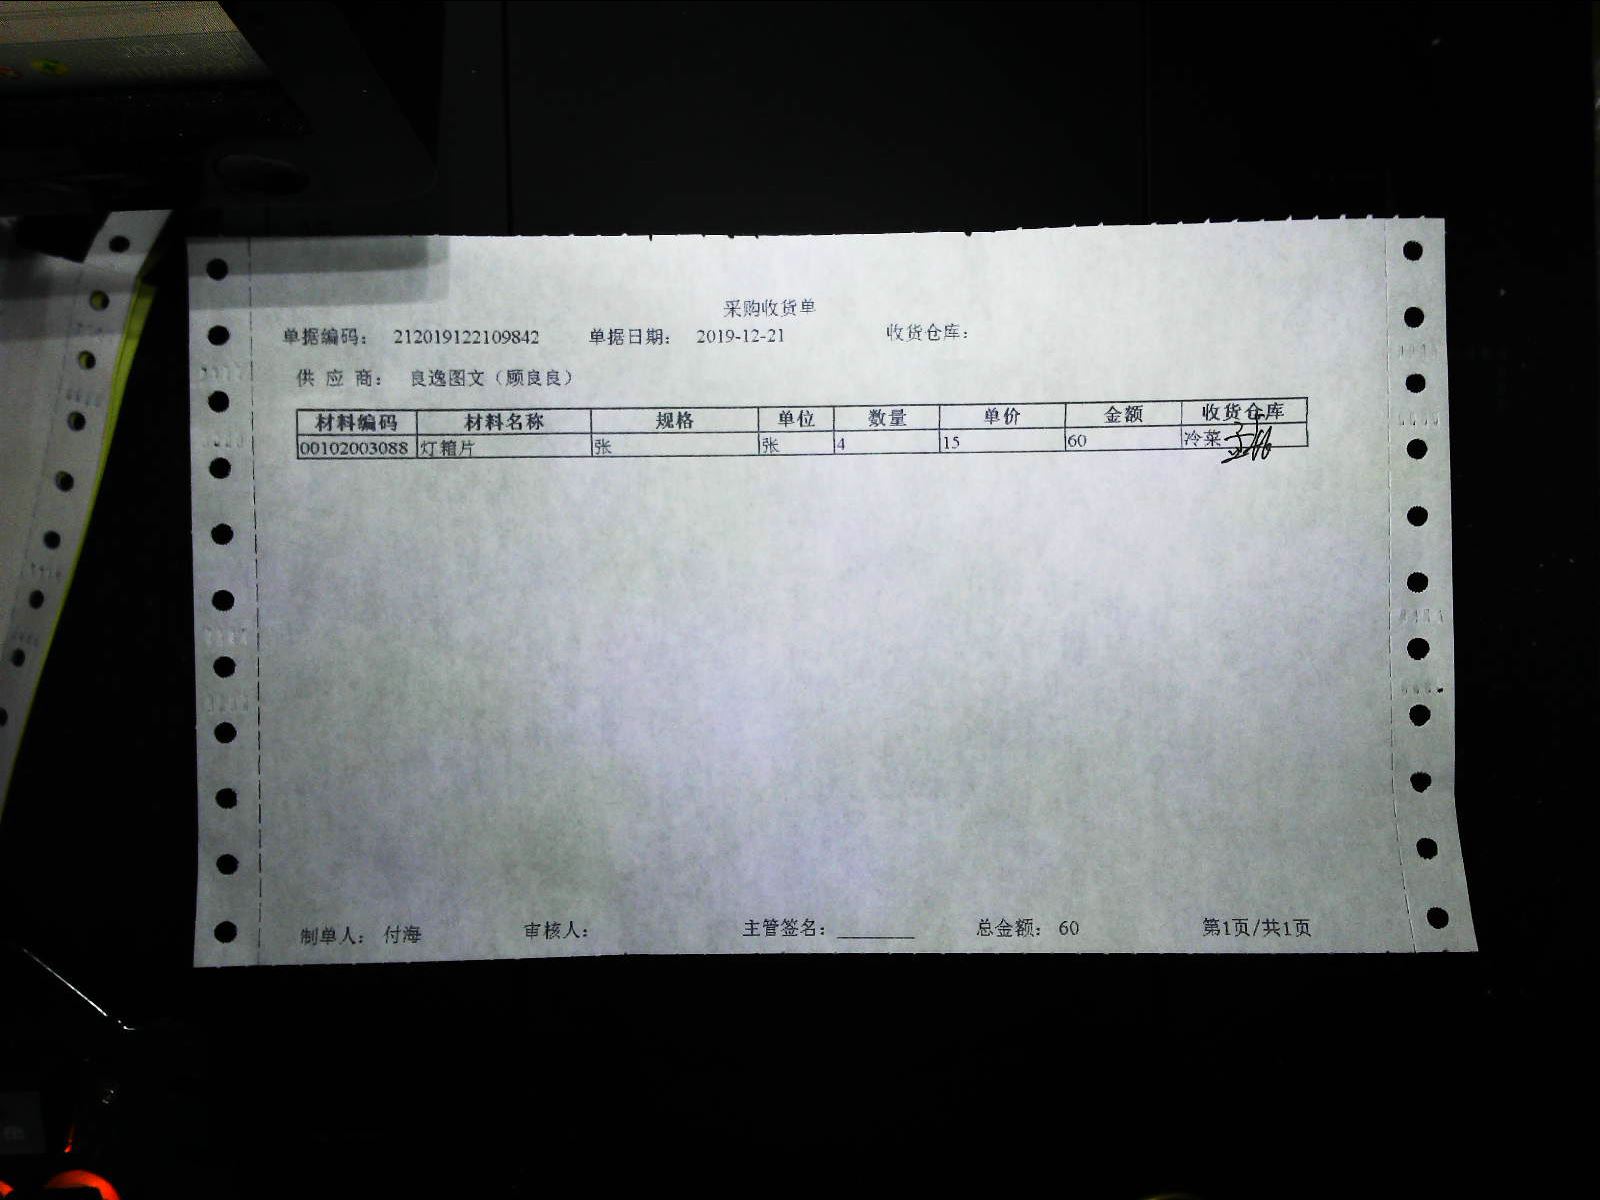 采购收货单
单据编码: 212019122109842 单据日期: 2019-12-21 收货仓库:
供 应 商: 良逸图文（顾良良）
材料编码 材料名称 规格 单位 数量 单价 金额 收货仓库
00102003088 灯箱片 张 张 4 15 60 冷菜
制单人: 付海 审核人: 主管签名: ________ 总金额: 60 第1页/共1页